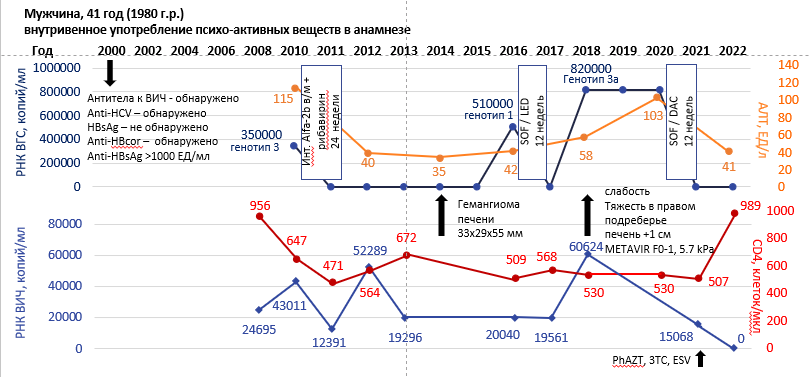 Мужчина, 41 год (1980 г.р.)
внутривенное употребление психо-активных веществ в анамнезе
Год 2000 2002 2004 2006 2008 2010 2011 2012 2013 2014 2015 2016 2017 2018 2019 2020 2021 2022
РНК ВГС, копий/мл
1000000
800000
600000
400000
200000
0
Антитела к ВИЧ - обнаружено
Anti-HCV – обнаружено
HBsAg – не обнаружено
Anti-HBcor – обнаружено
Anti-HBsAg >1000 ЕД/мл
115
350000
генотип 3
Инт. Alfa-2b в/м +
рибавирин
24 недели
40
35
510000
генотип 1
42
SOF / LED
12 недель
820000
Генотип 3а
58
103
SOF / DAC
12 недель
41
140
120
100
80
60
40
20
0
АЛТ, ЕД/л
Гемангиома
печени
33х29х55 мм
слабость
Тяжесть в правом
подреберье
печень +1 см
METAVIR F0-1, 5.7 kPa
РНК ВИЧ, копий/мл
80000
60000
40000
20000
0
956
647
471
564
672
509
568
530
530
507
989
24695
43011
12391
52289
19296
20040
19561
60624
15068
0
1000
800
600
400
200
0
CD4, клеток/мкл
PhAZT, 3TC, ESV